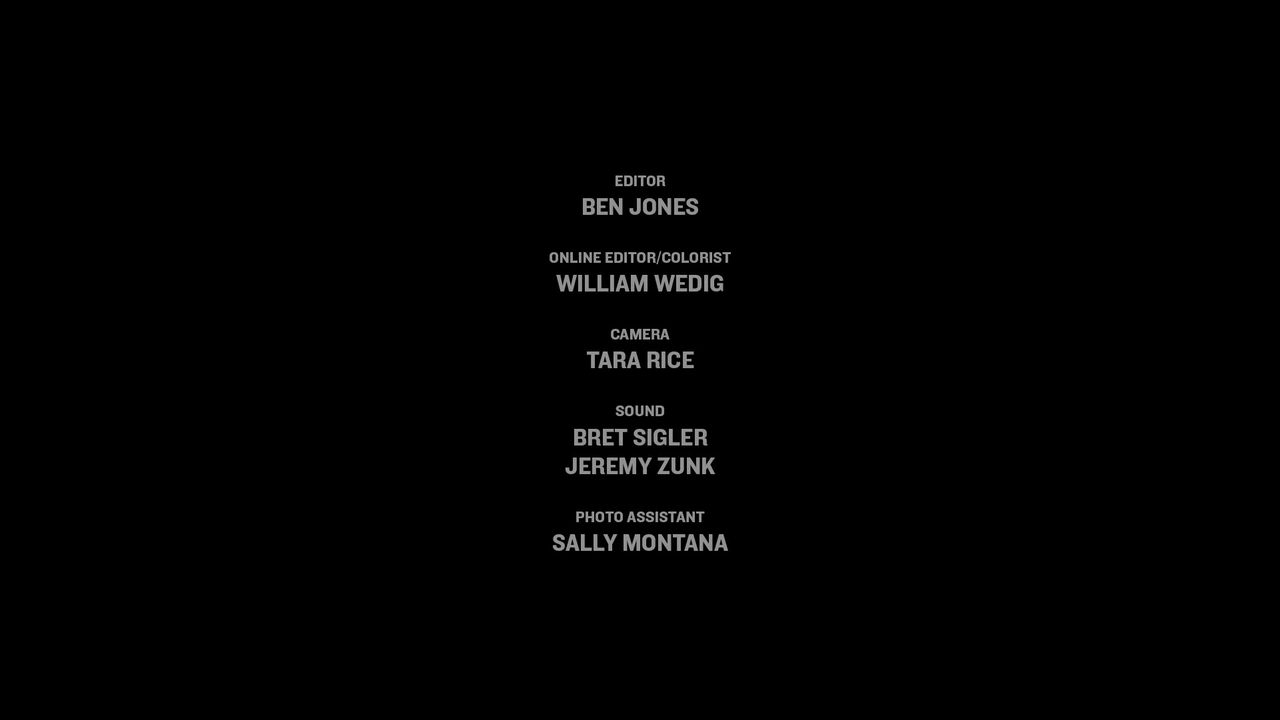 EDITOR
BEN JONES
ONLINE EDITOR/COLORIST
WILLIAM WEDIG
CAMERA
TARA RICE
SOUND
BRET SIGLER
JEREMY ZUNK
PHOTO ASSISTANT
SALLY MONTANA